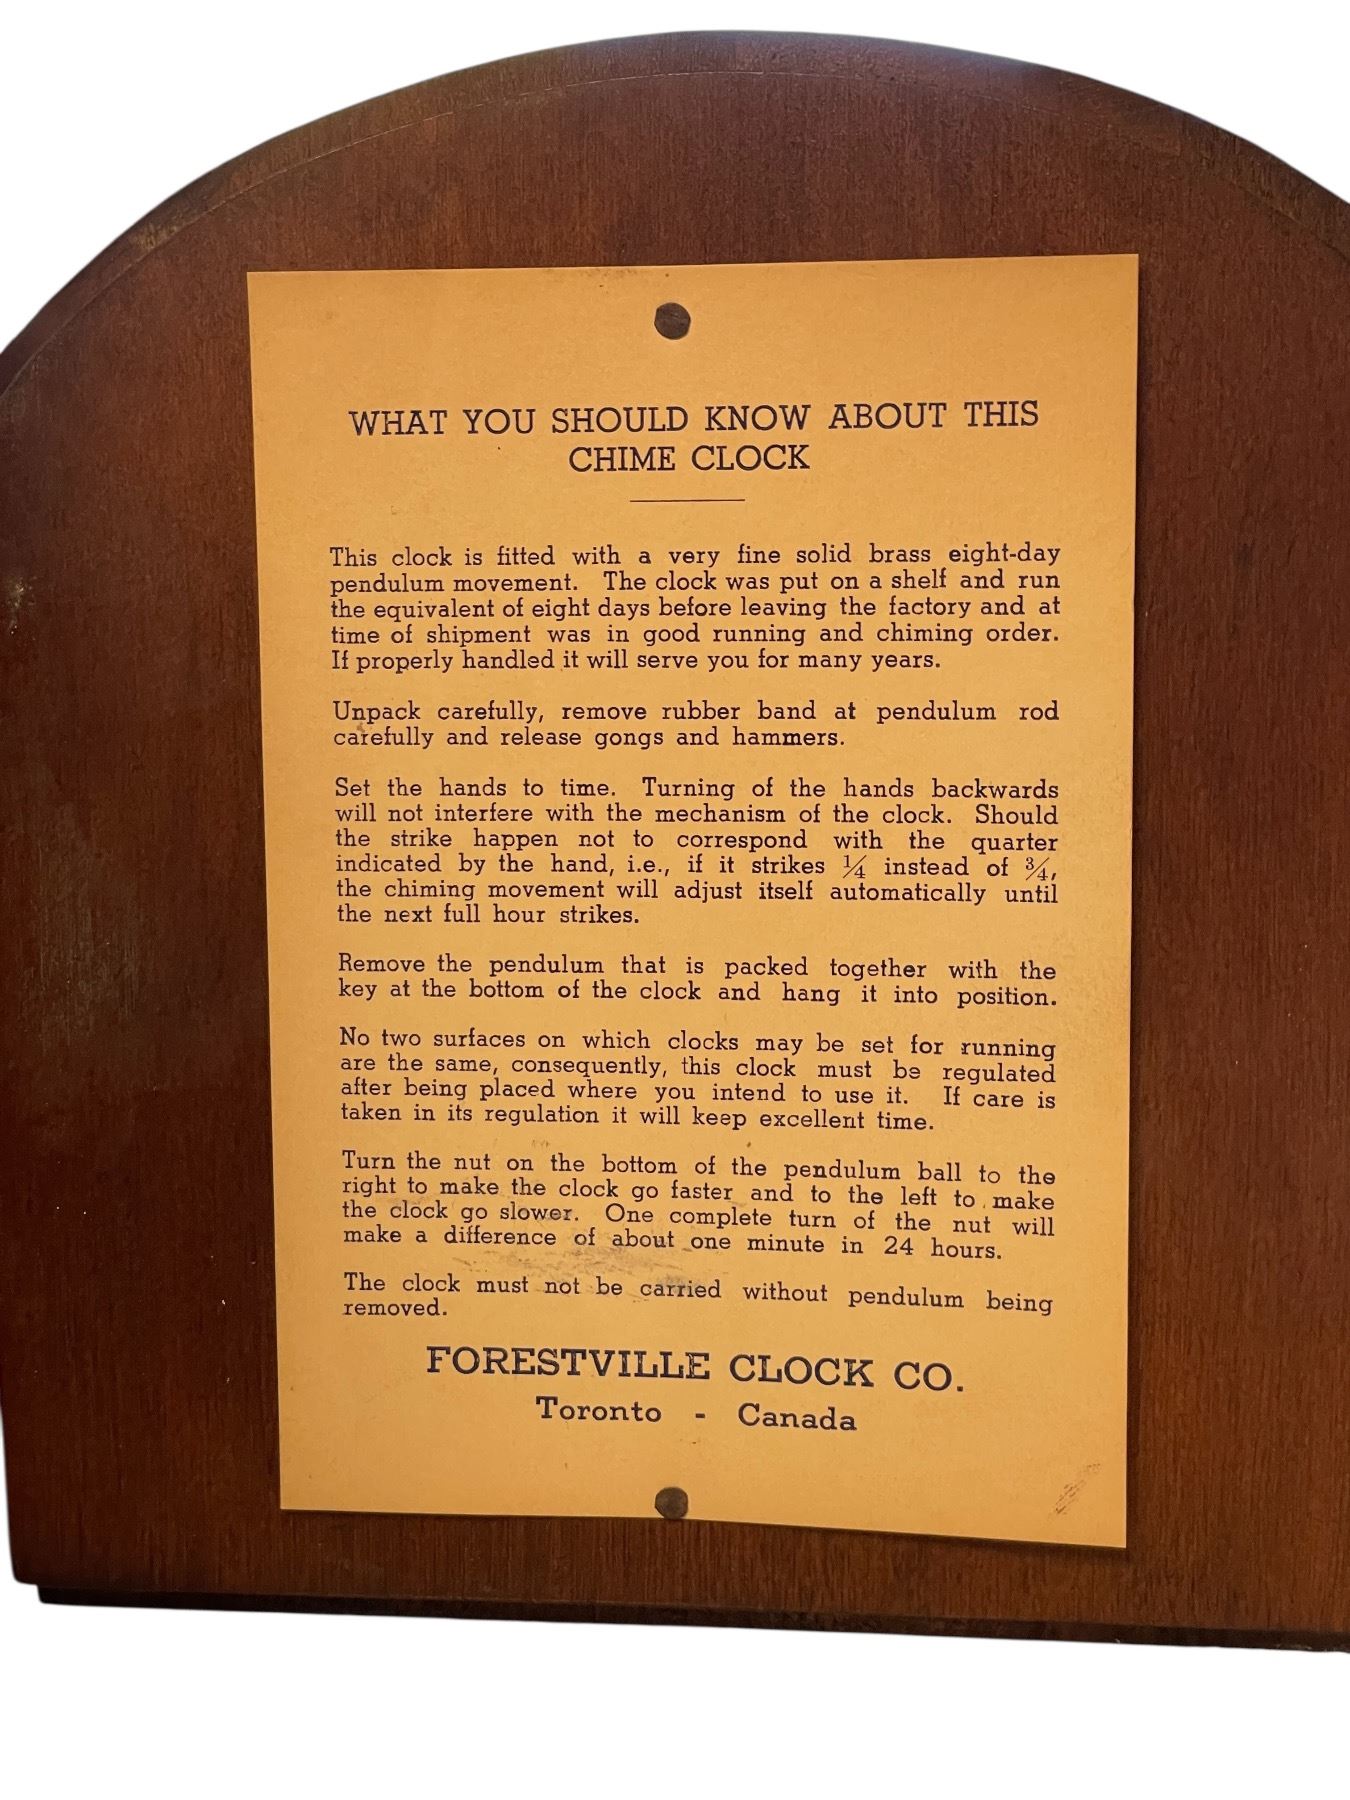 WHAT YOU SHOULD KNOW ABOUT THIS
CHIME CLOCK
This clock is fitted with a very fine solid brass eight-day
pendulum movement. The clock was put on a shelf and run
the equivalent of eight days before leaving the factory and at
time of shipment was in good running and chiming order.
If properly handled it will serve you for many years.
Unpack carefully, remove rubber band at pendulum rod
carefully and release gongs and hammers.
Set the hands to time. Turning of the hands backwards
will not interfere with the mechanism of the clock. Should
the strike happen not to correspond with the quarter
indicated by the hand, i.e., if it strikes ¼ instead of ¾,
the chiming movement will adjust itself automatically until
the next full hour strikes.
Remove the pendulum that is packed together with the
key at the bottom of the clock and hang it into position.
No two surfaces on which clocks may be set for running
are the same, consequently, this clock must be regulated
after being placed where you intend to use it. If care is
taken in its regulation it will keep excellent time.
Turn the nut on the bottom of the pendulum ball to the
right to make the clock go faster and to the left to make
the clock go slower. One complete turn of the nut will
make a difference of about one minute in 24 hours.
The clock must not be carried without pendulum being
removed.
FORESTVILLE CLOCK CO.
Toronto - Canada